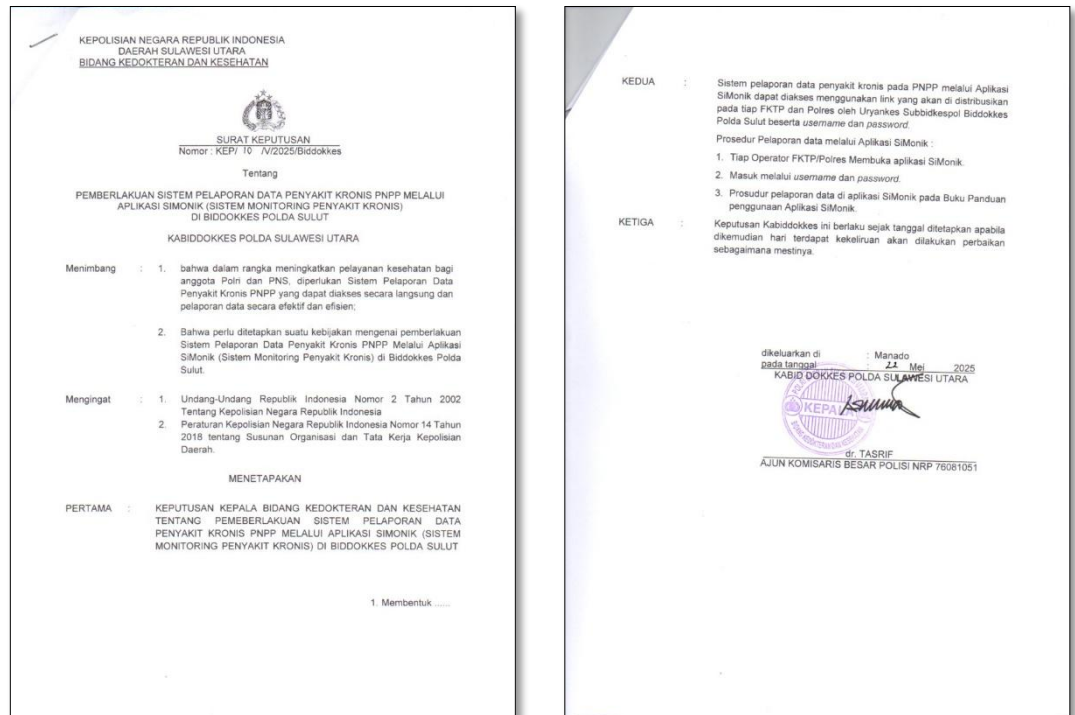 KEPOLISIAN NEGARA REPUBLIK INDONESIA
DAERAH SULAWESI UTARA
BIDANG KEDOKTERAN DAN KESEHATAN
SURAT KEPUTUSAN
Nomor : KEP/ 10 /V/2025/Biddokkes
Tentang
PEMBERLAKUAN SISTEM PELAPORAN DATA PENYAKIT KRONIS PNPP MELALUI
APLIKASI SIMONIK (SISTEM MONITORING PENYAKIT KRONIS)
DI BIDDOKKES POLDA SULUT
KABIDDOKKES POLDA SULAWESI UTARA
Menimbang : 1. bahwa dalam rangka meningkatkan pelayanan kesehatan bagi
anggota Polri dan PNS, diperlukan Sistem Pelaporan Data
Penyakit Kronis PNPP yang dapat diakses secara langsung dan
pelaporan data secara efektif dan efisien;
2. Bahwa perlu ditetapkan suatu kebijakan mengenai pemberlakuan
Sistem Pelaporan Data Penyakit Kronis PNPP Melalui Aplikasi
SiMonik (Sistem Monitoring Penyakit Kronis) di Biddokkes Polda
Sulut.
Mengingat : 1. Undang-Undang Republik Indonesia Nomor 2 Tahun 2002
Tentang Kepolisian Negara Republik Indonesia
2. Peraturan Kepolisian Negara Republik Indonesia Nomor 14 Tahun
2018 tentang Susunan Organisasi dan Tata Kerja Kepolisian
Daerah.
MENETAPAKAN
PERTAMA : KEPUTUSAN KEPALA BIDANG KEDOKTERAN DAN KESEHATAN
TENTANG PEMEBERLAKUAN SISTEM PELAPORAN DATA
PENYAKIT KRONIS PNPP MELALUI APLIKASI SIMONIK (SISTEM
MONITORING PENYAKIT KRONIS) DI BIDDOKKES POLDA SULUT
1. Membentuk ......
KEDUA : Sistem pelaporan data penyakit kronis pada PNPP melalui Aplikasi
SiMonik dapat diakses menggunakan link yang akan di distribusikan
pada tiap FKTP dan Polres oleh Uryankes Subbidkespol Biddokkes
Polda Sulut beserta username dan password.
Prosedur Pelaporan data melalui Aplikasi SiMonik :
1. Tiap Operator FKTP/Polres Membuka aplikasi SiMonik.
2. Masuk melalui username dan password.
3. Prosudur pelaporan data di aplikasi SiMonik pada Buku Panduan
penggunaan Aplikasi SiMonik.
KETIGA : Keputusan Kabiddokkes ini berlaku sejak tanggal ditetapkan apabila
dikemudian hari terdapat kekeliruan akan dilakukan perbaikan
sebagaimana mestinya.
dikeluarkan di : Manado
pada tanggal : 22 Mei 2025
KABID DOKKES POLDA SULAWESI UTARA
KEPALA
BIDANG KEDOKTERAN DAN KESEHATAN
dr. TASRIF
AJUN KOMISARIS BESAR POLISI NRP 76081051